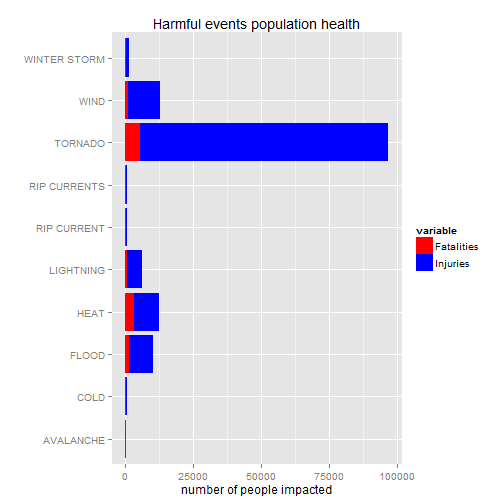 Harmful events population health
WINTER STORM
WIND
TORNADO
RIP CURRENTS
RIP CURRENT
LIGHTNING
HEAT
FLOOD
COLD
AVALANCHE
0 25000 50000 75000 100000
number of people impacted
variable
Fatalities
Injuries